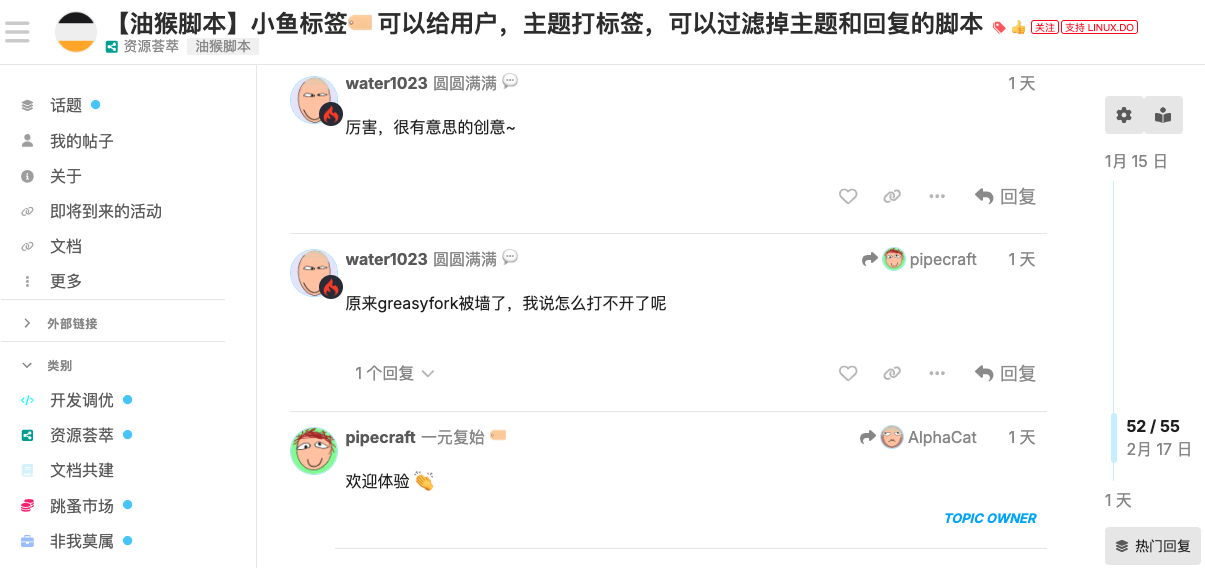 【油猴脚本】小鱼标签🏷️ 可以给用户，主题打标签，可以过滤掉主题和回复的脚本 🏷️👍 关注 支持 LINUX.DO
资源荟萃 油猴脚本
话题
我的帖子
关于
即将到来的活动
文档
更多
外部链接
类别
开发调优
资源荟萃
文档共建
跳蚤市场
非我莫属
water1023 圆圆满满 💬 1 天
厉害，很有意思的创意~
回复
water1023 圆圆满满 💬 pipecraft 1 天
原来greasyfork被墙了，我说怎么打不开了呢
1 个回复 回复
pipecraft 一元复始 🏷️ AlphaCat 1 天
欢迎体验 👏
TOPIC OWNER
1月 15 日
52 / 55
2月 17 日
1 天
热门回复